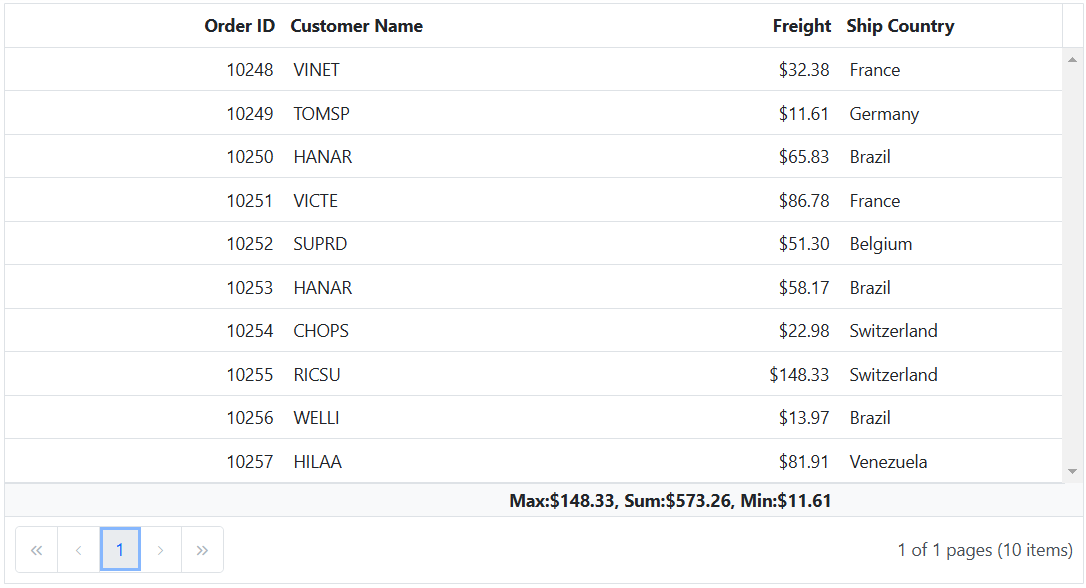 Order ID Customer Name Freight Ship Country
10248 VINET $32.38 France
10249 TOMSP $11.61 Germany
10250 HANAR $65.83 Brazil
10251 VICTE $86.78 France
10252 SUPRD $51.30 Belgium
10253 HANAR $58.17 Brazil
10254 CHOPS $22.98 Switzerland
10255 RICSU $148.33 Switzerland
10256 WELLI $13.97 Brazil
10257 HILAA $81.91 Venezuela
Max:$148.33, Sum:$573.26, Min:$11.61
« ‹ 1 › » 1 of 1 pages (10 items)